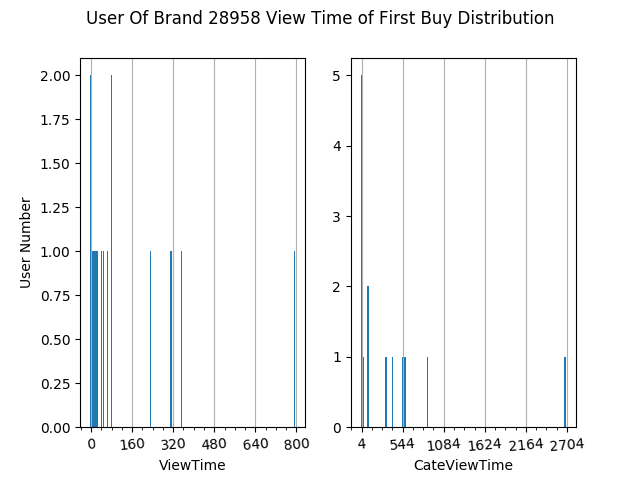 User Of Brand 28958 View Time of First Buy Distribution
User Number
2.00
1.75
1.50
1.25
1.00
0.75
0.50
0.25
0.00
0 160 320 480 640 800
ViewTime
5
4
3
2
1
0
4 544 1084 1624 2164 2704
CateViewTime